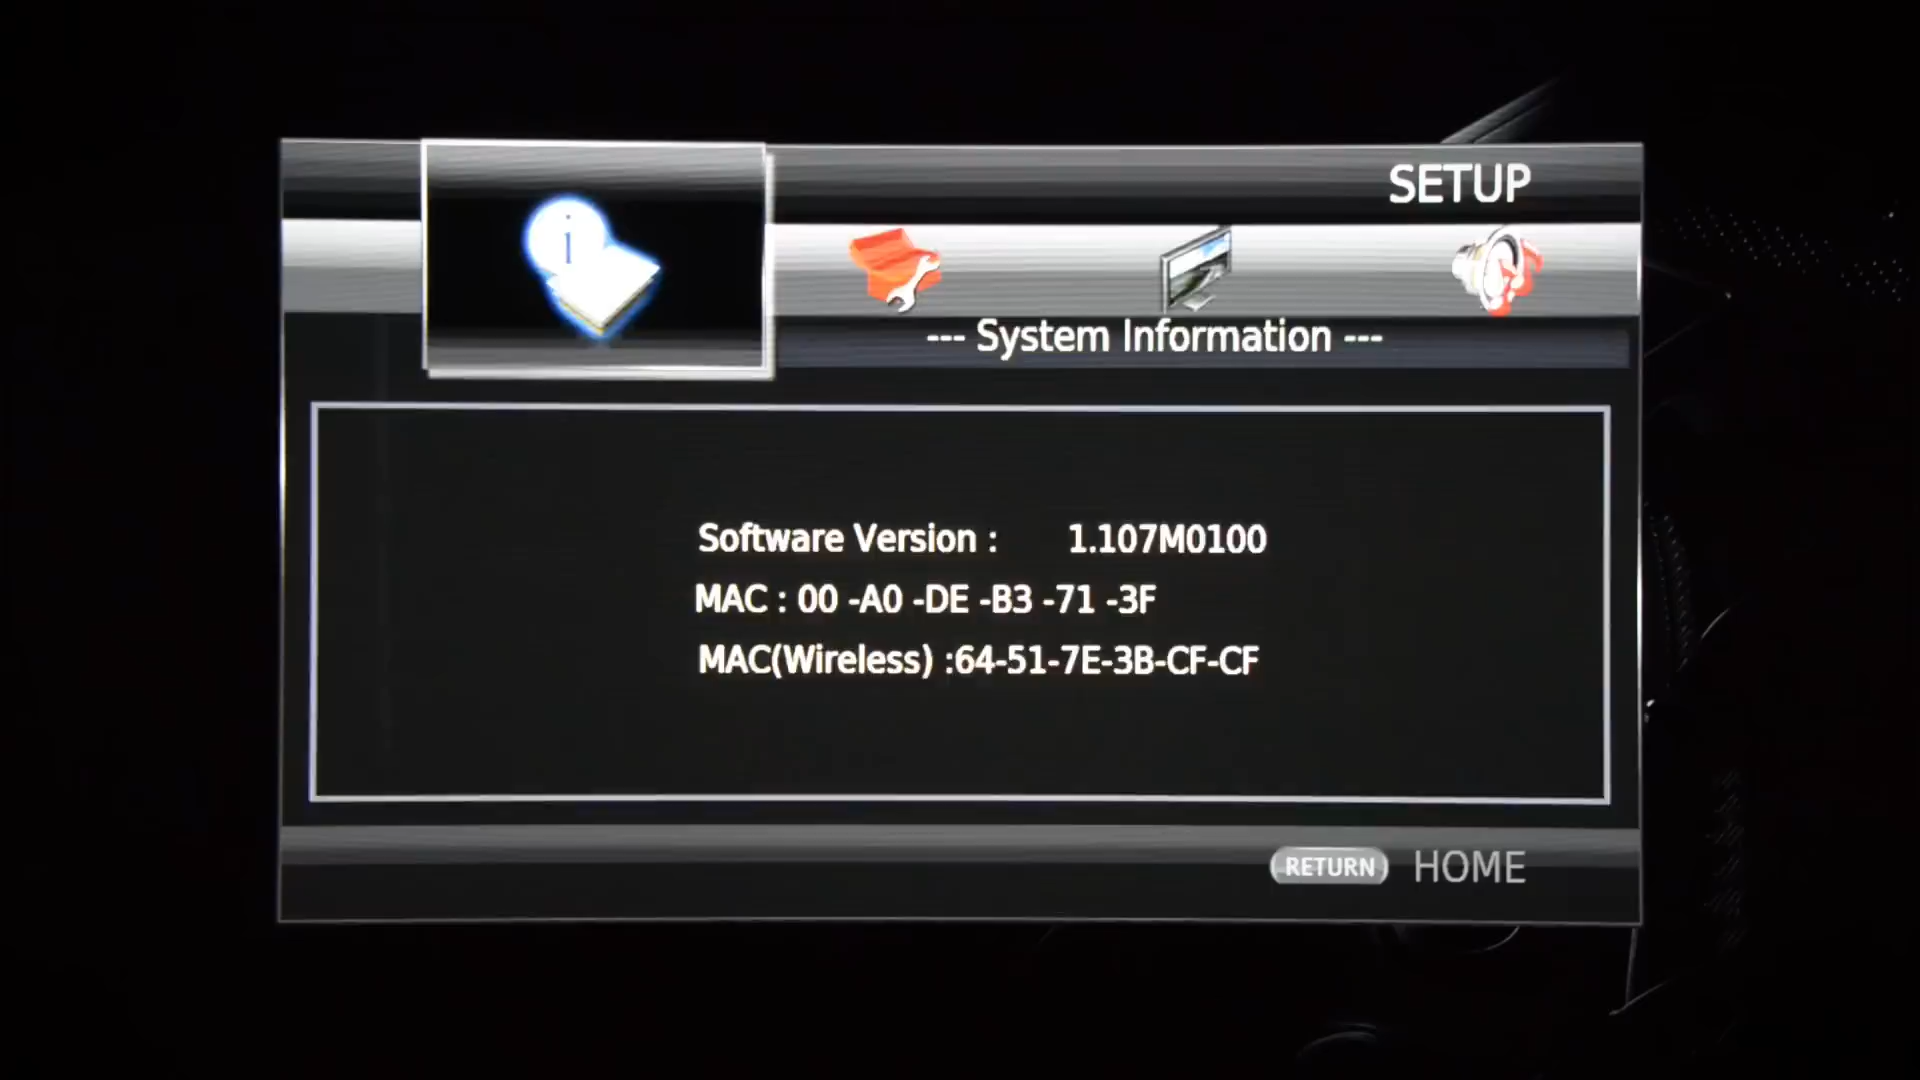 SETUP
--- System Information ---
Software Version : 1.107M0100
MAC : 00 -A0 -DE -B3 -71 -3F
MAC(Wireless) :64-51-7E-3B-CF-CF
RETURN HOME